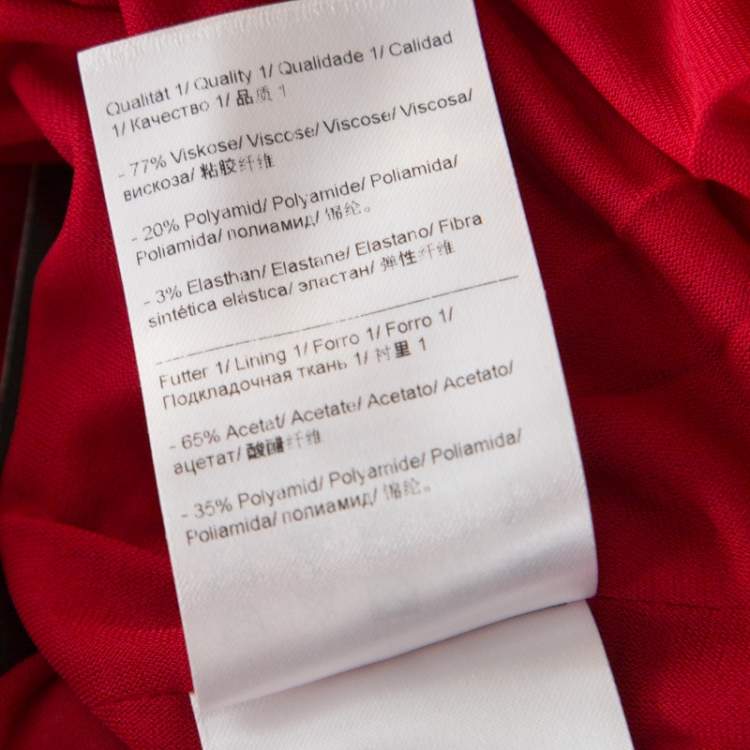 Qualität 1/ Quality 1/ Qualidade 1/ Calidad
1/ Качество 1/ 品质 1
- 77% Viskose/ Viscose/ Viscose/ Viscosa/
вискоза/ 粘胶纤维
- 20% Polyamid/ Polyamide/ Poliamida/
Poliamida/ полиамид/ 锦纶。
- 3% Elasthan/ Elastane/ Elastano/ Fibra
sintética elástica/ эластан/ 弹性纤维
Futter 1/ Lining 1/ Forro 1/ Forro 1/
Подкладочная ткань 1/ 衬里 1
- 65% Acetat/ Acetate/ Acetato/ Acetato/
ацетат/ 醋酸纤维
- 35% Polyamid/ Polyamide/ Poliamida/
Poliamida/ полиамид/ 锦纶。